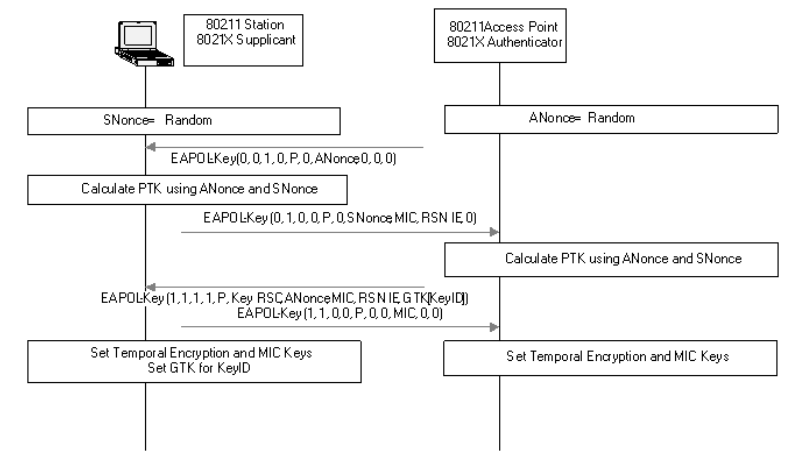 80211 Station
8021X Supplicant
80211Access Point
8021X Authenticator
SNonce= Random
ANonce= Random
EAPOL-Key(0,0,1,0,P,0,ANonce,0,0,0)
Calculate PTK using ANonce and SNonce
EAPOL-Key(0,1,0,0,P,0,SNonce,MIC,RSN IE,0)
Calculate PTK using ANonce and SNonce
EAPOL-Key(1,1,1,1,P,Key RSC,ANonce,MIC,RSN IE,GTK[KeyID])
EAPOL-Key(1,1,0,0,P,0,0,MIC,0,0)
Set Temporal Encryption and MIC Keys
Set GTK for KeyID
Set Temporal Encryption and MIC Keys